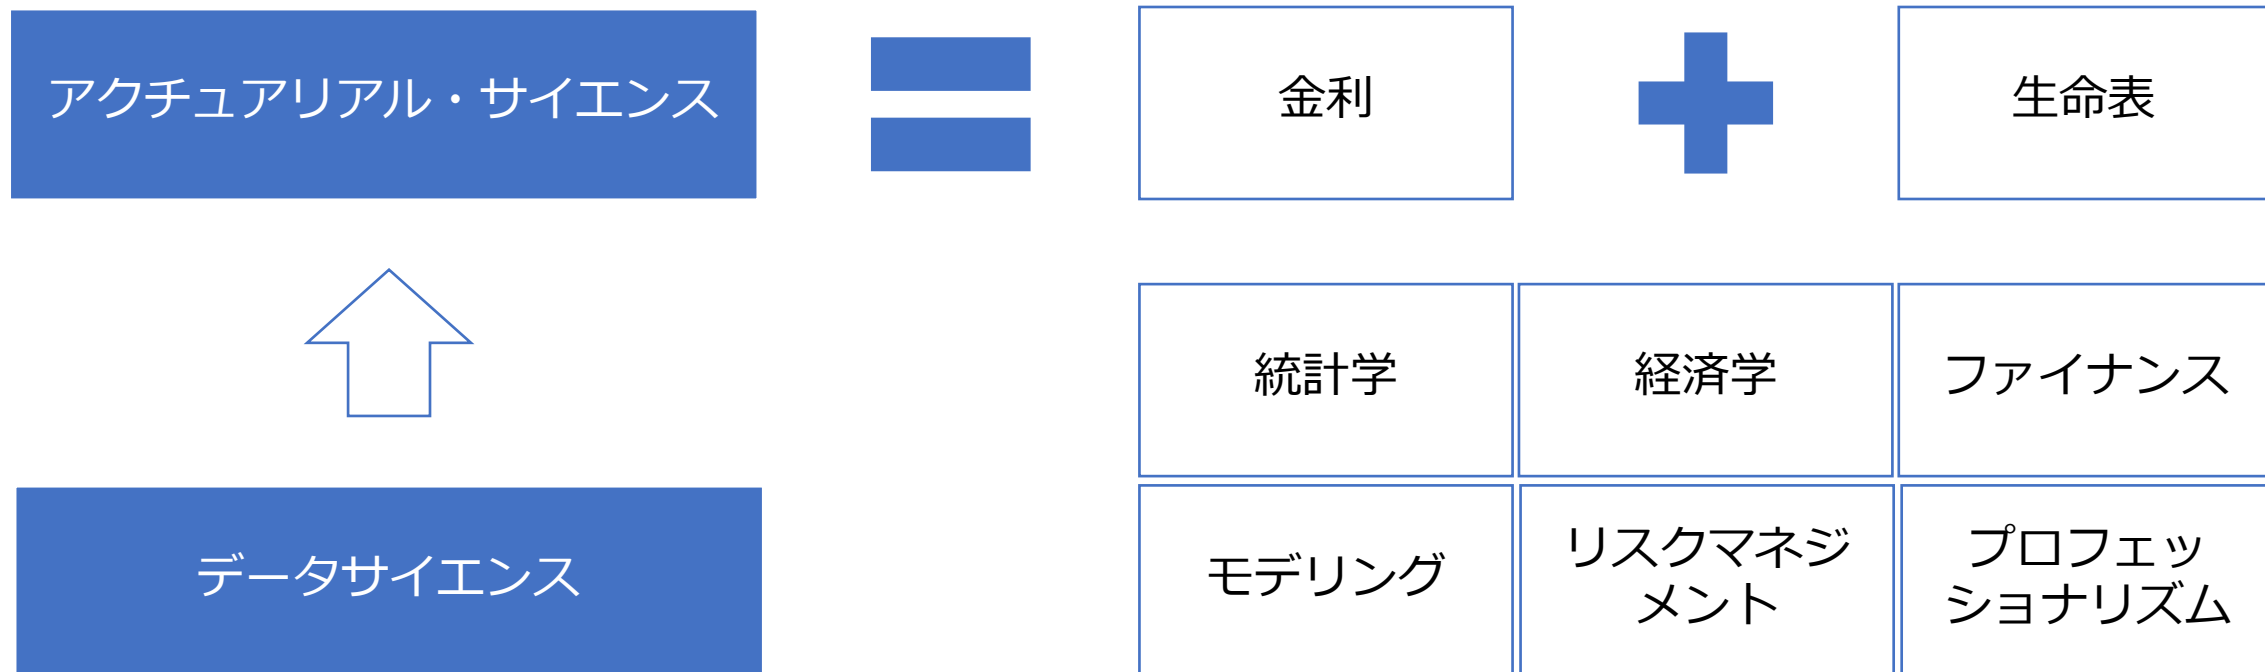 アクチュアリアル・サイエンス
金利
生命表
統計学
経済学
ファイナンス
データサイエンス
モデリング
リスクマネジ
メント
プロフェッ
ショナリズム